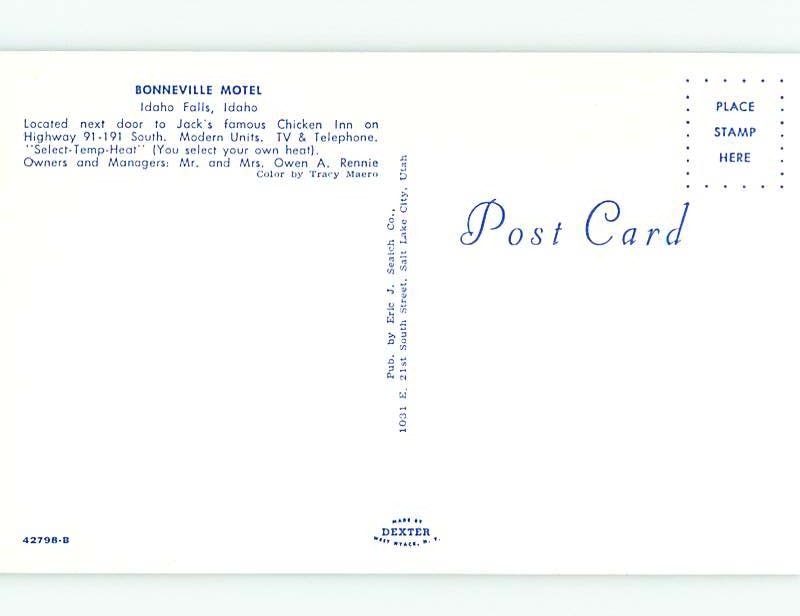 BONNEVILLE MOTEL
Idaho Falls, Idaho
Located next door to Jack's famous Chicken Inn on
Highway 91-191 South. Modern Units. TV & Telephone.
"Select-Temp-Heat" (You select your own heat).
Owners and Managers: Mr. and Mrs. Owen A. Rennie
Color by Tracy Maero
Pub. by Eric J. Seaich Co.,
1031 E. 21st South Street, Salt Lake City, Utah
PLACE
STAMP
HERE
Post Card
42798-B
MADE BY
DEXTER
WEST NYACK, N. Y.